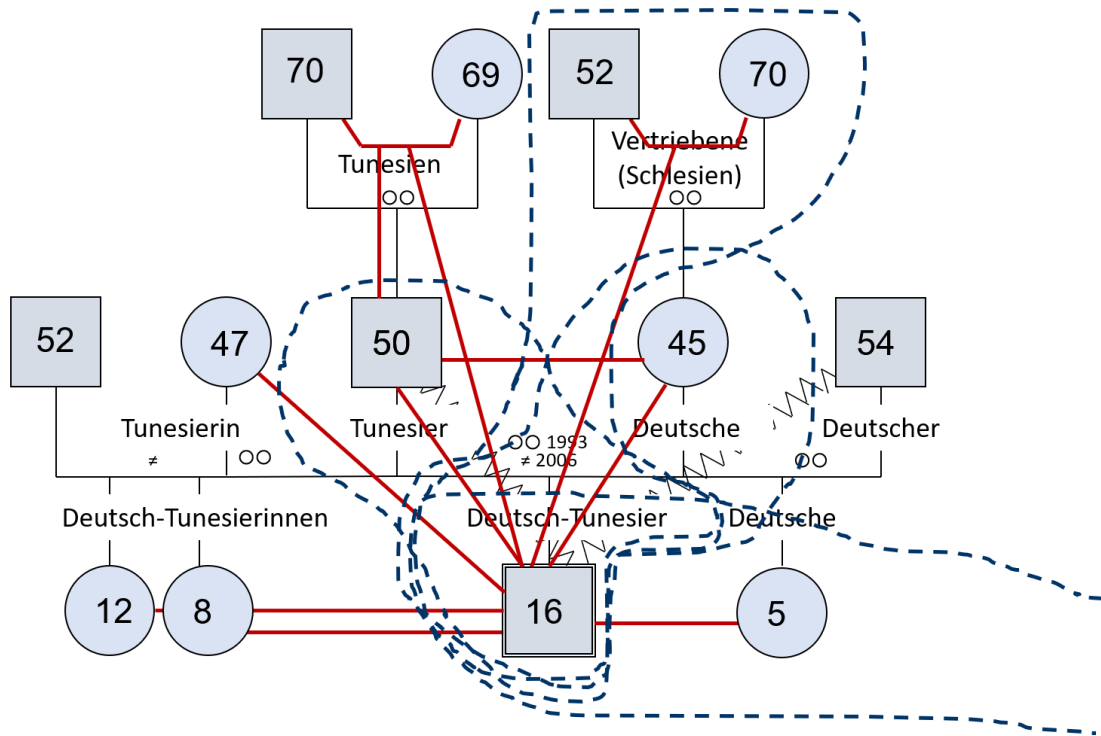 70
69
52
70
Tunesien
Vertriebene
(Schlesien)
52
47
50
45
54
Tunesierin
Tunesier
Deutsche
Deutscher
≠
1993
≠ 2006
Deutsch-Tunesierinnen
Deutsch-Tunesier
Deutsche
12
8
16
5